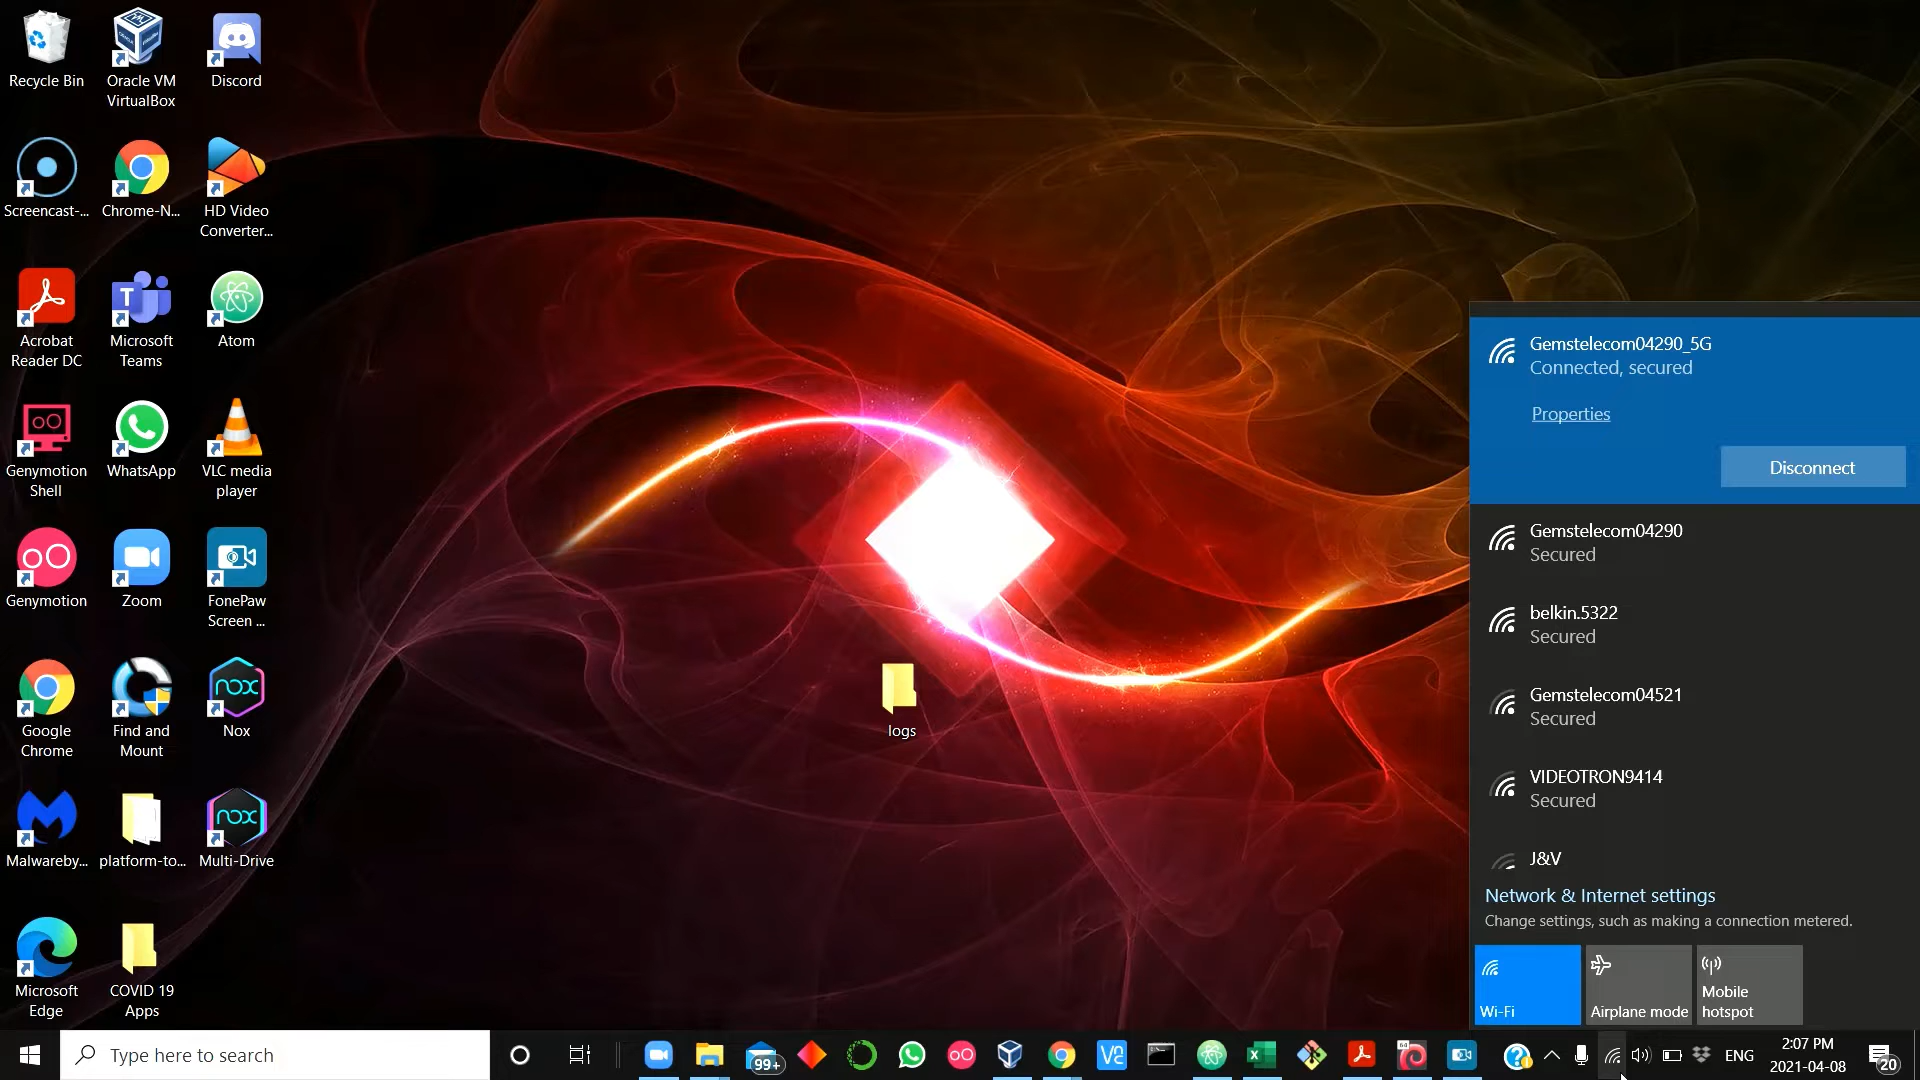 Recycle Bin
Oracle VM
VirtualBox
Discord
Screencast-...
Chrome-N...
HD Video
Converter...
Acrobat
Reader DC
Microsoft
Teams
Atom
Genymotion
Shell
WhatsApp
VLC media
player
Genymotion
Zoom
FonePaw
Screen ...
Google
Chrome
Find and
Mount
nox
Nox
Malwareby...
platform-to...
nox
Multi-Drive
Microsoft
Edge
COVID 19
Apps
logs
Gemstelecom04290_5G
Connected, secured
Properties
Disconnect
Gemstelecom04290
Secured
belkin.5322
Secured
Gemstelecom04521
Secured
VIDEOTRON9414
Secured
J&V
Network & Internet settings
Change settings, such as making a connection metered.
Wi-Fi
Airplane mode
Mobile
hotspot
Type here to search
99+
64
ENG
2:07 PM
2021-04-08
20